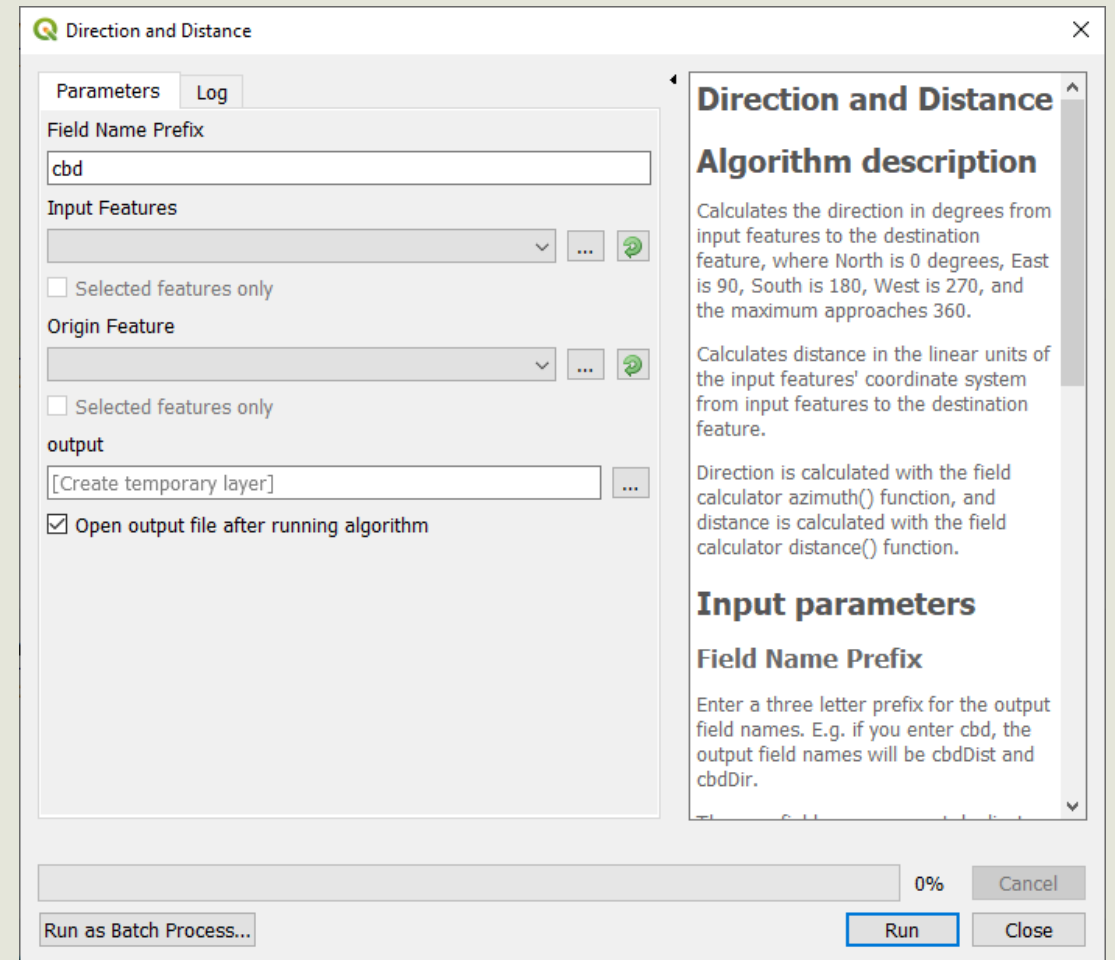 Direction and Distance
Parameters
Log
Field Name Prefix
cbd
Input Features
...
Selected features only
Origin Feature
...
Selected features only
output
[Create temporary layer]
...
Open output file after running algorithm
Direction and Distance
Algorithm description
Calculates the direction in degrees from
input features to the destination
feature, where North is 0 degrees, East
is 90, South is 180, West is 270, and
the maximum approaches 360.
Calculates distance in the linear units of
the input features' coordinate system
from input features to the destination
feature.
Direction is calculated with the field
calculator azimuth() function, and
distance is calculated with the field
calculator distance() function.
Input parameters
Field Name Prefix
Enter a three letter prefix for the output
field names. E.g. if you enter cbd, the
output field names will be cbdDist and
cbdDir.
0%
Cancel
Run as Batch Process...
Run
Close